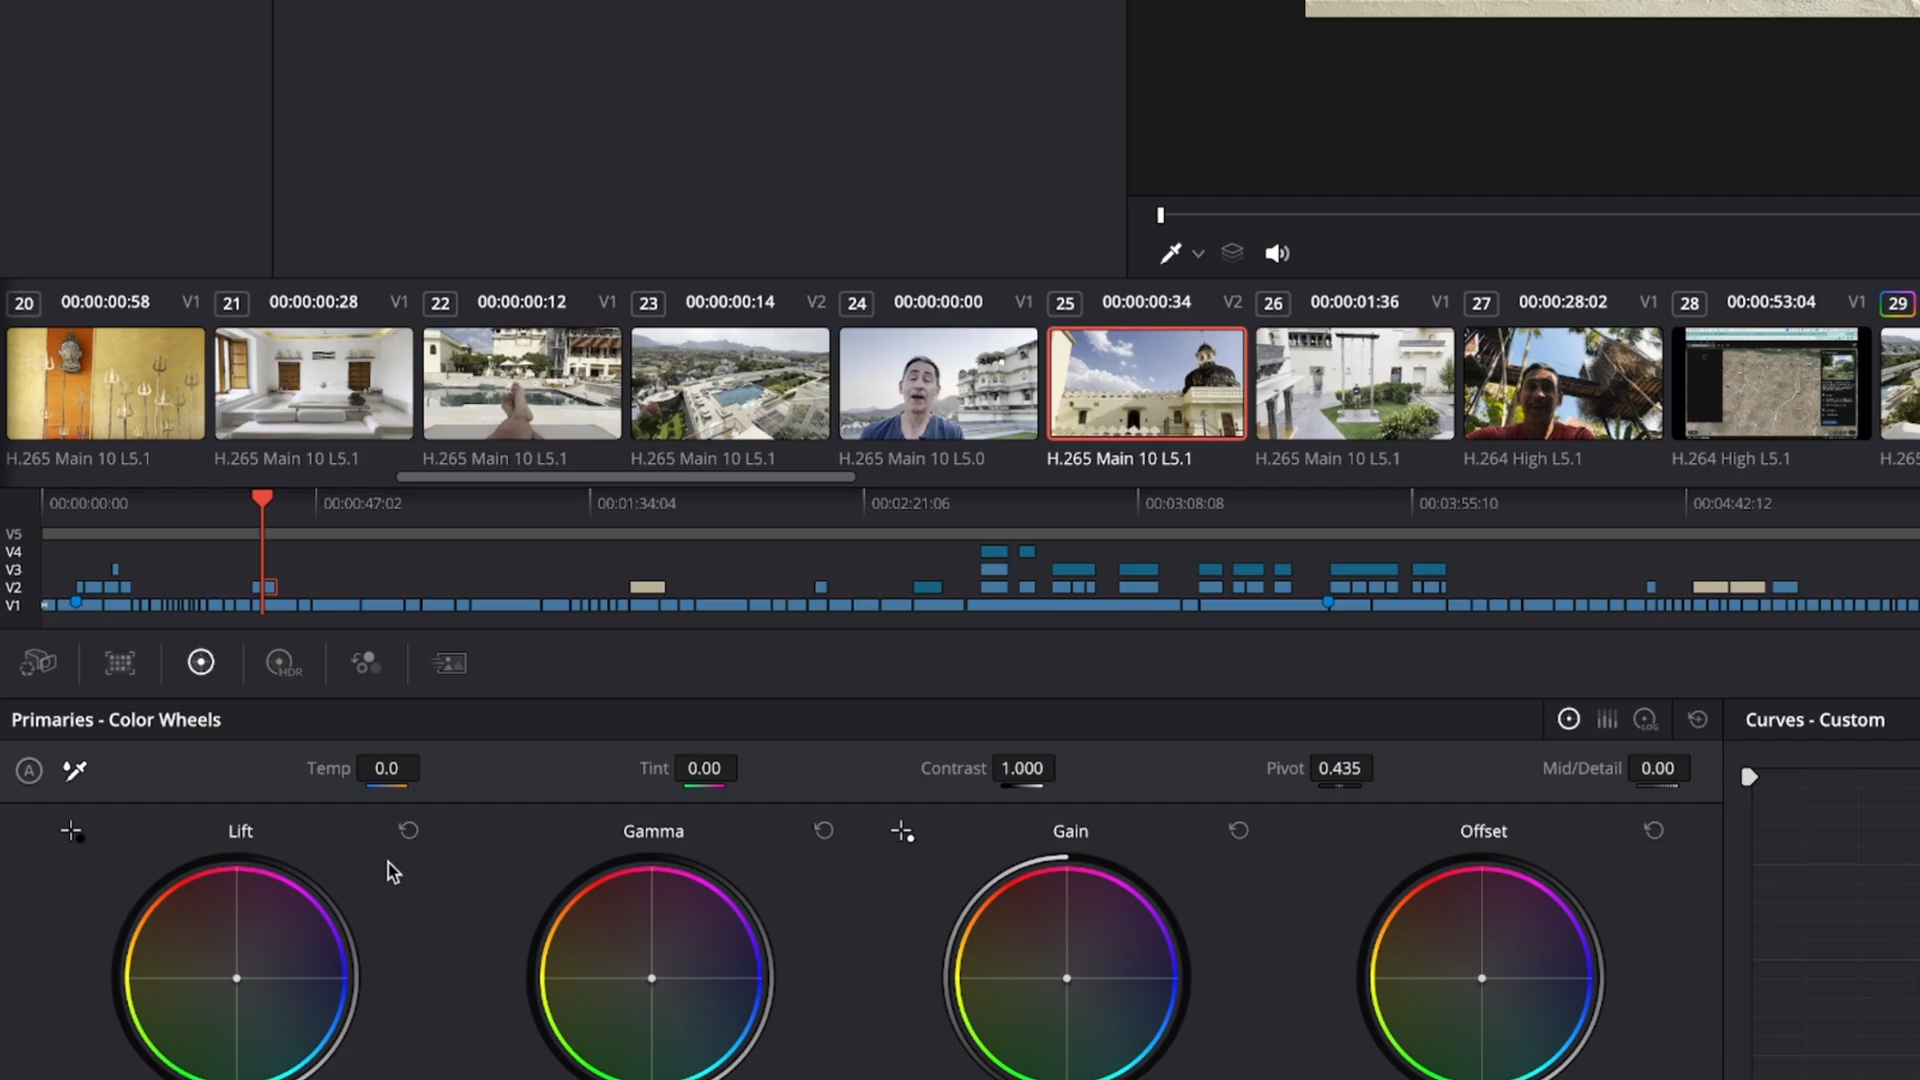 20 00:00:00:58 V1 21 00:00:00:28 V1 22 00:00:00:12 V1 23 00:00:00:14 V2 24 00:00:00:00 V1 25 00:00:00:34 V2 26 00:00:01:36 V1 27 00:00:28:02 V1 28 00:00:53:04 V1 29
H.265 Main 10 L5.1 H.265 Main 10 L5.1 H.265 Main 10 L5.1 H.265 Main 10 L5.1 H.265 Main 10 L5.0 H.265 Main 10 L5.1 H.265 Main 10 L5.1 H.264 High L5.1 H.264 High L5.1 H.265
00:00:00:00 00:00:47:02 00:01:34:04 00:02:21:06 00:03:08:08 00:03:55:10 00:04:42:12
V5
V4
V3
V2
V1
HDR
Primaries - Color Wheels LOG Curves - Custom
A Temp 0.0 Tint 0.00 Contrast 1.000 Pivot 0.435 Mid/Detail 0.00
Lift Gamma Gain Offset